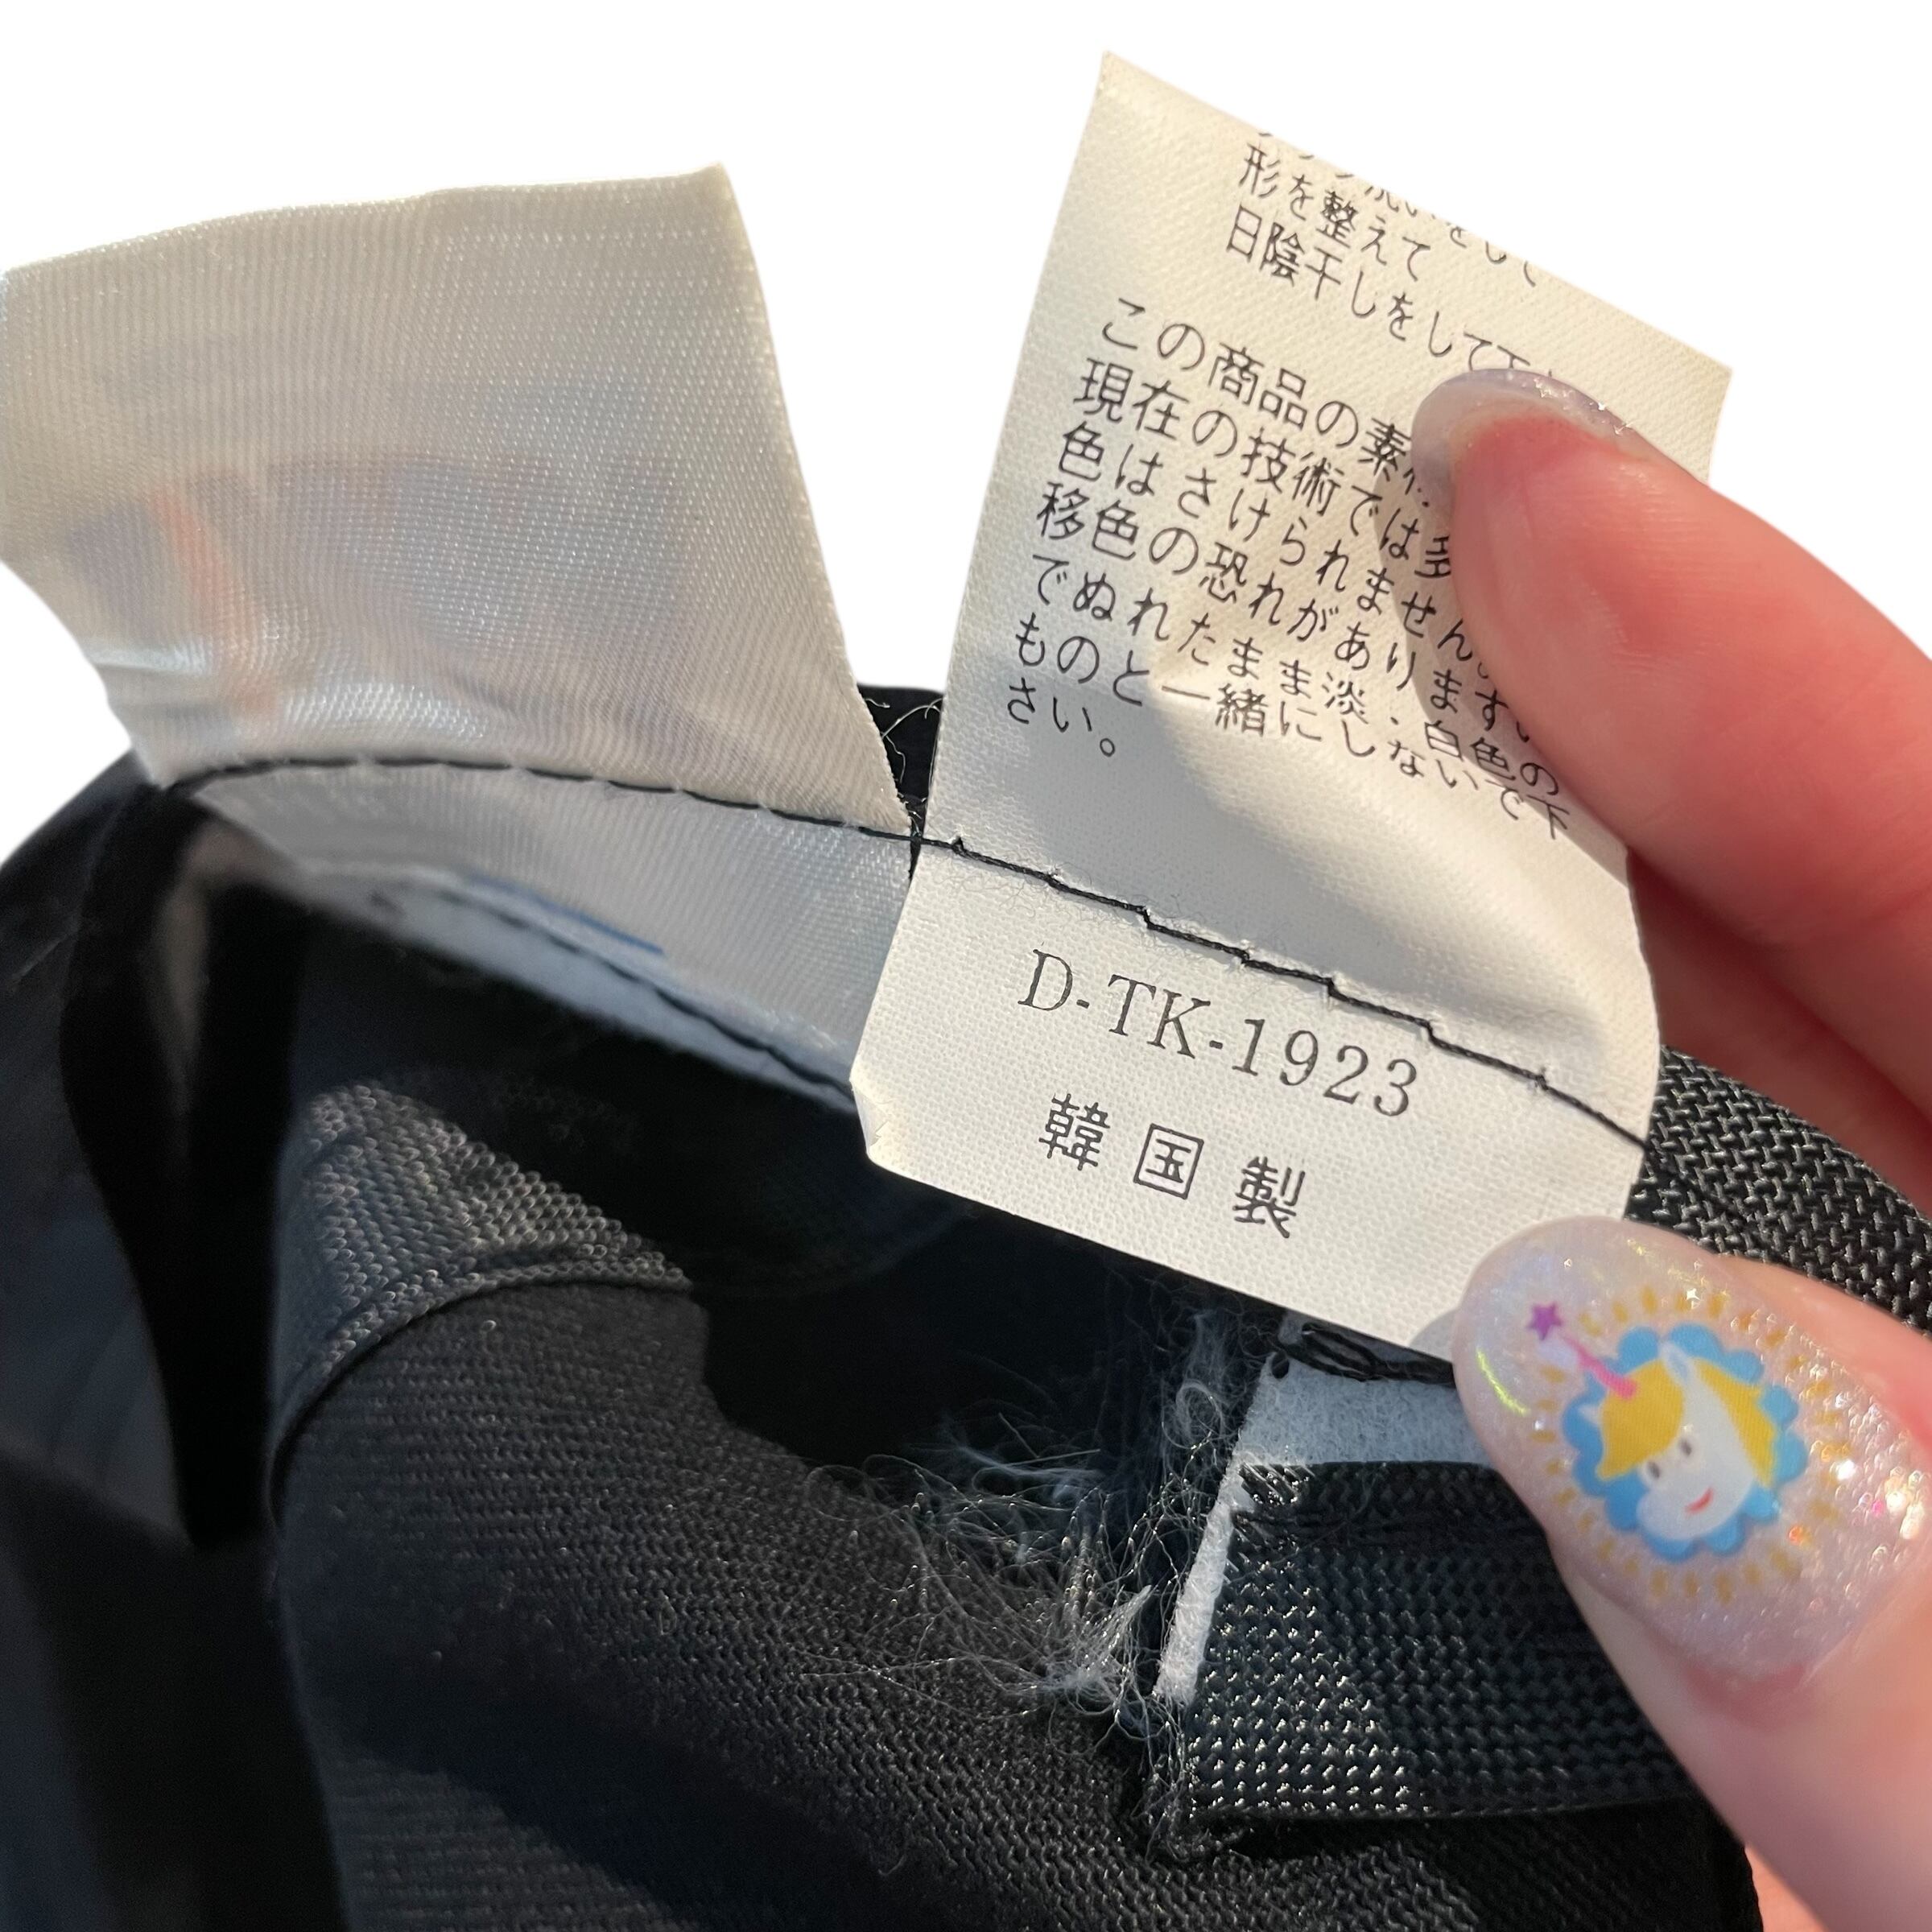 形を整えて
日陰干しをして下
この商品の素
現在の技術では多
色はさけられません。
移色の恐れがあります
でぬれたまま淡・白色の
ものと一緒にしないで下
さい。
D-TK-1923
韓国製